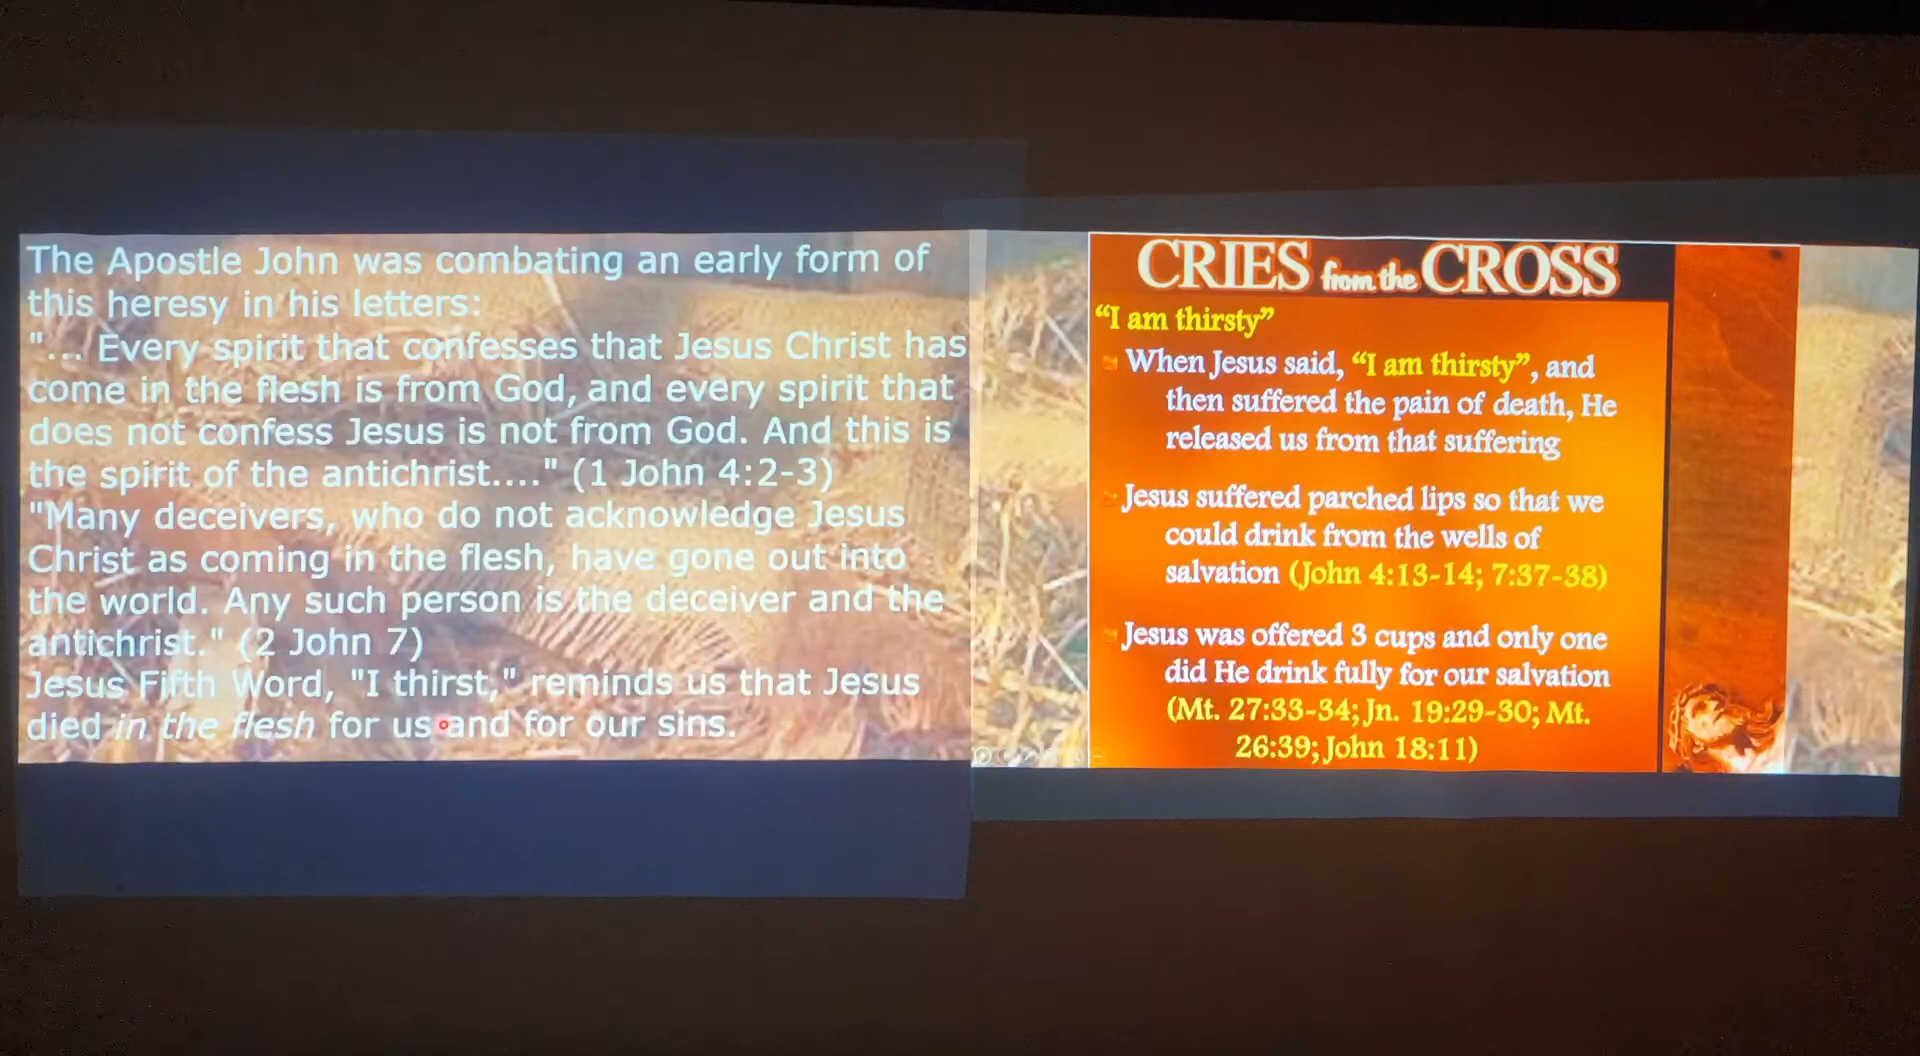 The Apostle John was combating an early form of
this heresy in his letters:
"... Every spirit that confesses that Jesus Christ has
come in the flesh is from God, and every spirit that
does not confess Jesus is not from God. And this is
the spirit of the antichrist...." (1 John 4:2-3)
"Many deceivers, who do not acknowledge Jesus
Christ as coming in the flesh, have gone out into
the world. Any such person is the deceiver and the
antichrist." (2 John 7)
Jesus Fifth Word, "I thirst," reminds us that Jesus
died in the flesh for us and for our sins.
CRIES from the CROSS
“I am thirsty”
When Jesus said, “I am thirsty”, and
then suffered the pain of death, He
released us from that suffering
Jesus suffered parched lips so that we
could drink from the wells of
salvation (John 4:13-14; 7:37-38)
Jesus was offered 3 cups and only one
did He drink fully for our salvation
(Mt. 27:33-34; Jn. 19:29-30; Mt.
26:39; John 18:11)